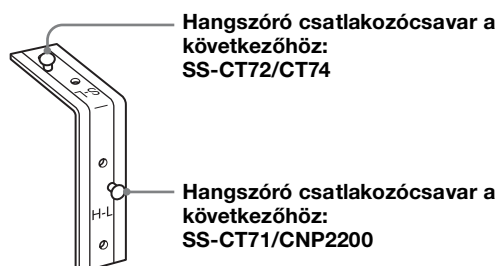 Hangszóró csatlakozócsavar a
következőhöz:
SS-CT72/CT74
H-L
Hangszóró csatlakozócsavar a
következőhöz:
SS-CT71/CNP2200